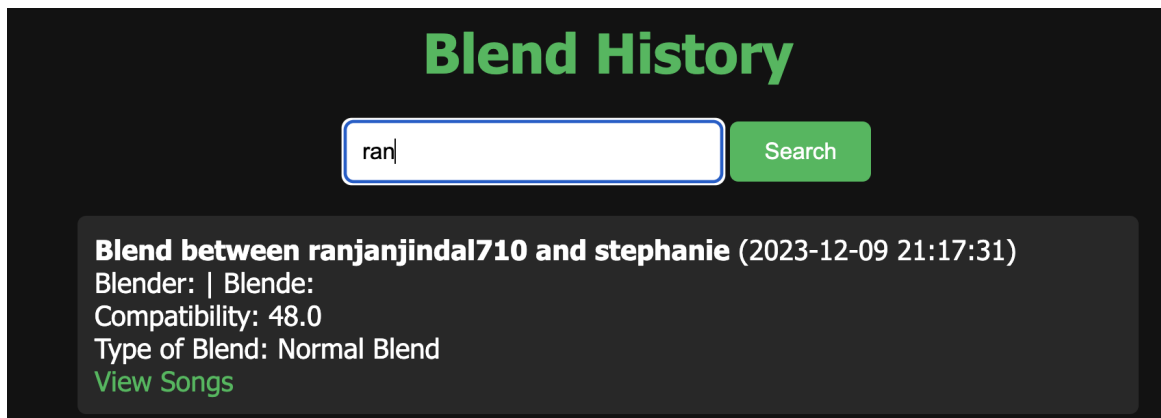 Blend History
ran
Search
Blend between ranjanjindal710 and stephanie (2023-12-09 21:17:31)
Blender: | Blende:
Compatibility: 48.0
Type of Blend: Normal Blend
View Songs